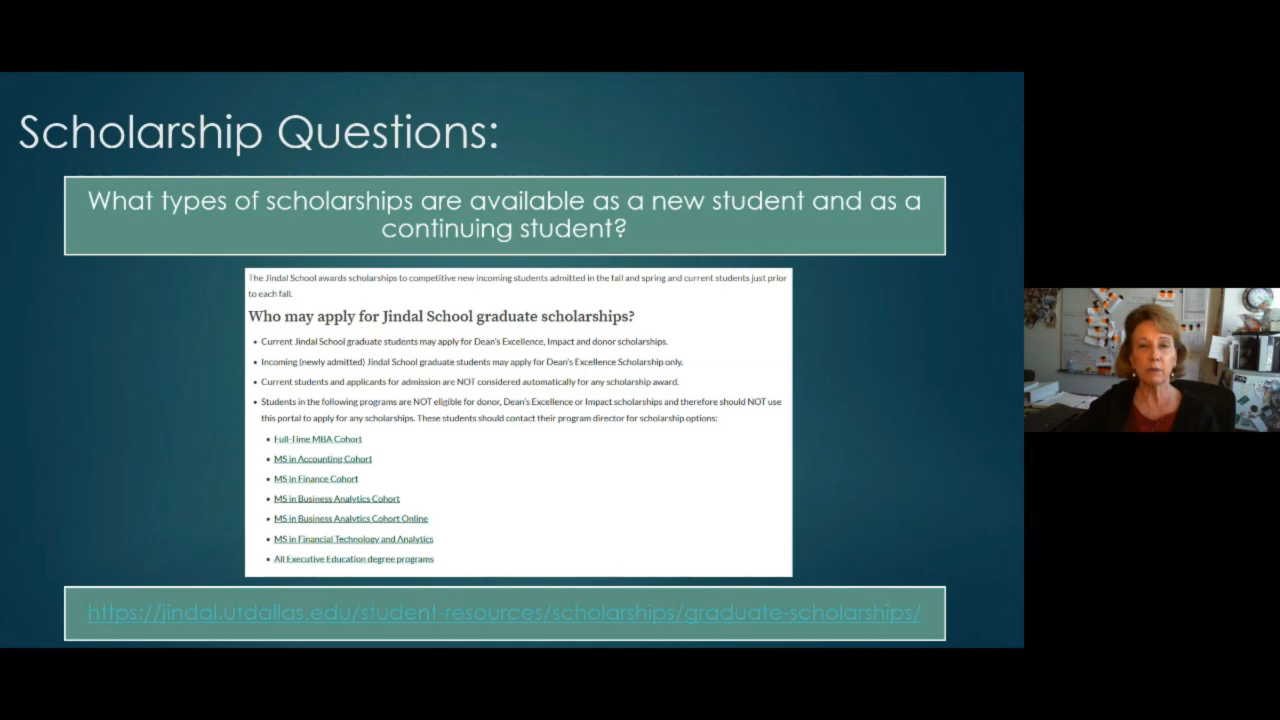 Scholarship Questions:
What types of scholarships are available as a new student and as a
continuing student?
The Jindal School awards scholarships to competitive new incoming students admitted in the fall and spring and current students just prior
to each fall.
Who may apply for Jindal School graduate scholarships?
• Current Jindal School graduate students may apply for Dean's Excellence, Impact and donor scholarships.
• Incoming (newly admitted) Jindal School graduate students may apply for Dean's Excellence Scholarship only.
• Current students and applicants for admission are NOT considered automatically for any scholarship award.
• Students in the following programs are NOT eligible for donor, Dean's Excellence or Impact scholarships and therefore should NOT use
this portal to apply for any scholarships. These students should contact their program director for scholarship options:
▪ Full-Time MBA Cohort
▪ MS in Accounting Cohort
▪ MS in Finance Cohort
▪ MS in Business Analytics Cohort
▪ MS in Business Analytics Cohort Online
▪ MS in Financial Technology and Analytics
▪ All Executive Education degree programs
https://jindal.utdallas.edu/student-resources/scholarships/graduate-scholarships/